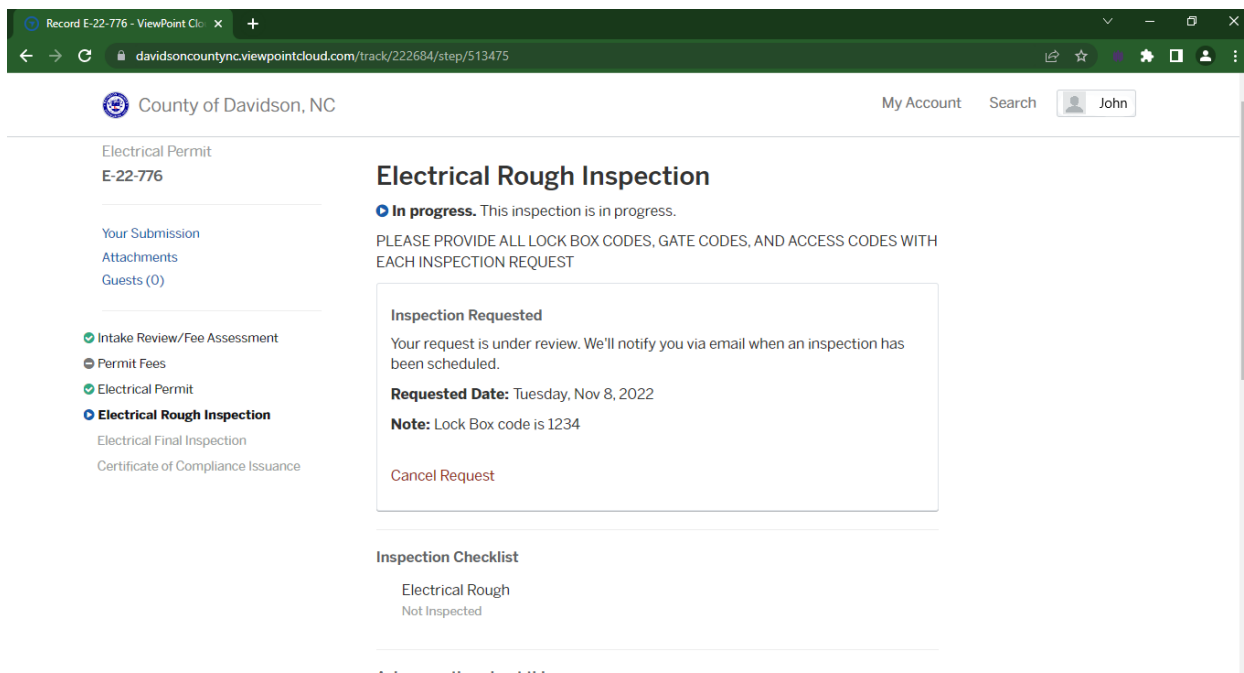 Record E-22-776 - ViewPoint Clo
davidsoncountync.viewpointcloud.com/track/222684/step/513475
County of Davidson, NC
My Account
Search
John
Electrical Permit
E-22-776
Your Submission
Attachments
Guests (0)
Intake Review/Fee Assessment
Permit Fees
Electrical Permit
Electrical Rough Inspection
Electrical Final Inspection
Certificate of Compliance Issuance
Electrical Rough Inspection
In progress. This inspection is in progress.
PLEASE PROVIDE ALL LOCK BOX CODES, GATE CODES, AND ACCESS CODES WITH
EACH INSPECTION REQUEST
Inspection Requested
Your request is under review. We'll notify you via email when an inspection has
been scheduled.
Requested Date: Tuesday, Nov 8, 2022
Note: Lock Box code is 1234
Cancel Request
Inspection Checklist
Electrical Rough
Not Inspected